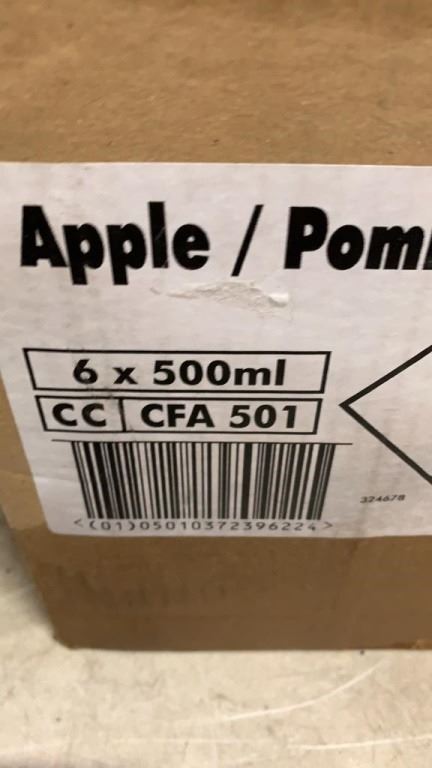 Apple / Pom
6 x 500ml
CC CFA 501
324678
<(01)05010372396224>